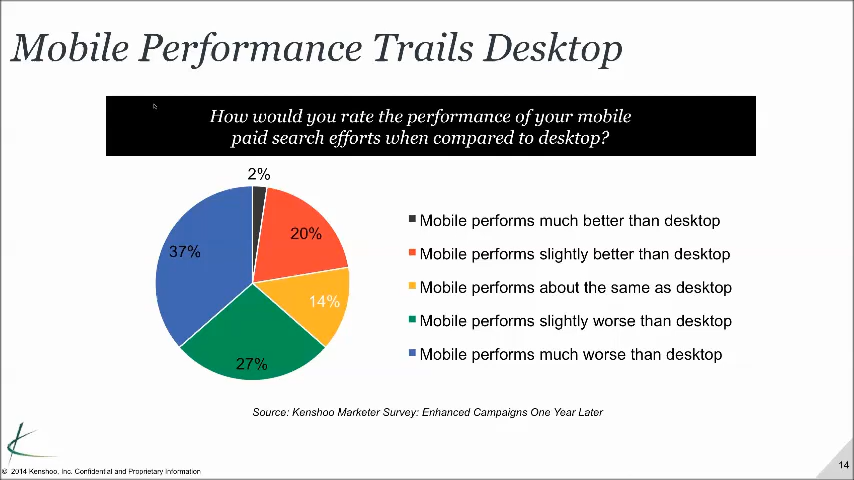 Mobile Performance Trails Desktop
How would you rate the performance of your mobile
paid search efforts when compared to desktop?
2%
20%
37%
14%
27%
Mobile performs much better than desktop
Mobile performs slightly better than desktop
Mobile performs about the same as desktop
Mobile performs slightly worse than desktop
Mobile performs much worse than desktop
Source: Kenshoo Marketer Survey: Enhanced Campaigns One Year Later
© 2014 Kenshoo, Inc. Confidential and Proprietary Information
14